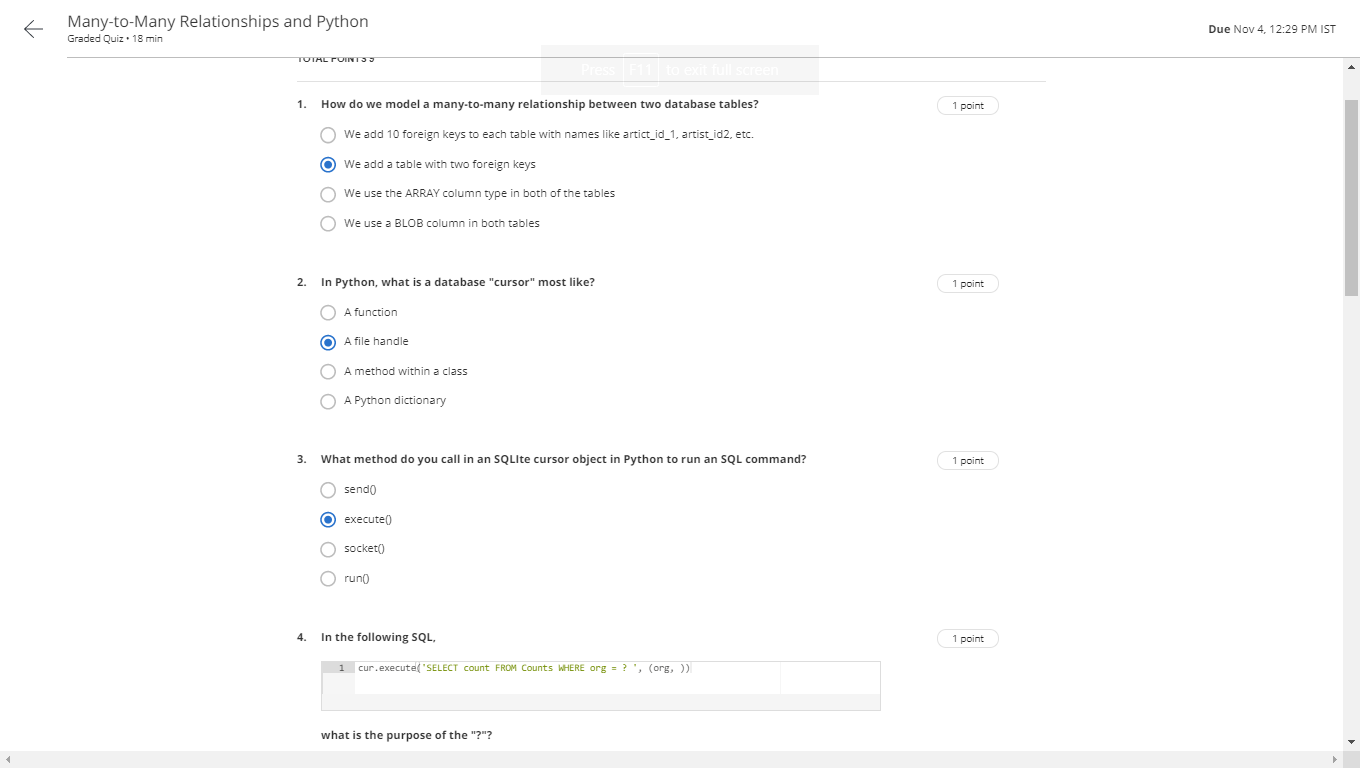 Many-to-Many Relationships and Python
Graded Quiz • 18 min
Due Nov 4, 12:29 PM IST
TOTAL POINTS 9
Press F11 to exit full screen
1. How do we model a many-to-many relationship between two database tables? 1 point
We add 10 foreign keys to each table with names like artict_id_1, artist_id2, etc.
We add a table with two foreign keys
We use the ARRAY column type in both of the tables
We use a BLOB column in both tables
2. In Python, what is a database "cursor" most like? 1 point
A function
A file handle
A method within a class
A Python dictionary
3. What method do you call in an SQLIte cursor object in Python to run an SQL command? 1 point
send()
execute()
socket()
run()
4. In the following SQL, 1 point
1 cur.execute('SELECT count FROM Counts WHERE org = ? ', (org, ))
what is the purpose of the "?"?